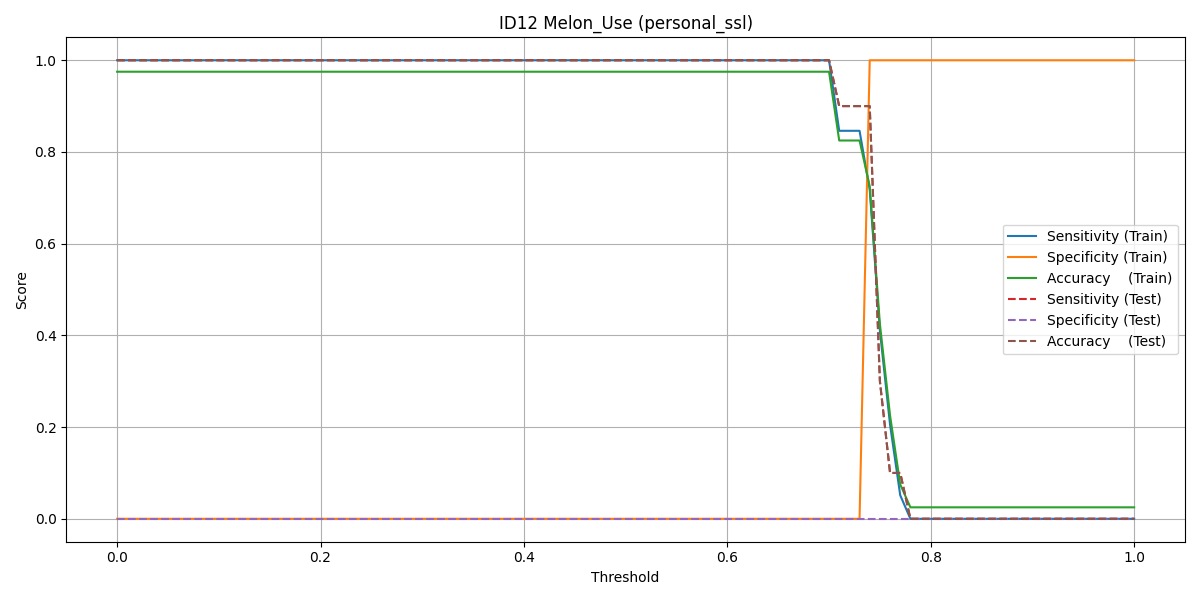 ID12 Melon_Use (personal_ssl)
1.0
0.8
0.6
0.4
0.2
0.0
Score
Sensitivity (Train)
Specificity (Train)
Accuracy    (Train)
Sensitivity (Test)
Specificity (Test)
Accuracy    (Test)
0.0 0.2 0.4 0.6 0.8 1.0
Threshold